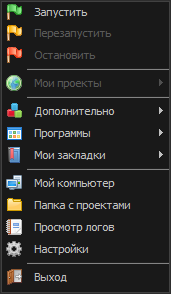 Запустить
Перезапустить
Остановить
Мои проекты
Дополнительно
Программы
Мои закладки
Мой компьютер
Папка с проектами
Просмотр логов
Настройки
Выход